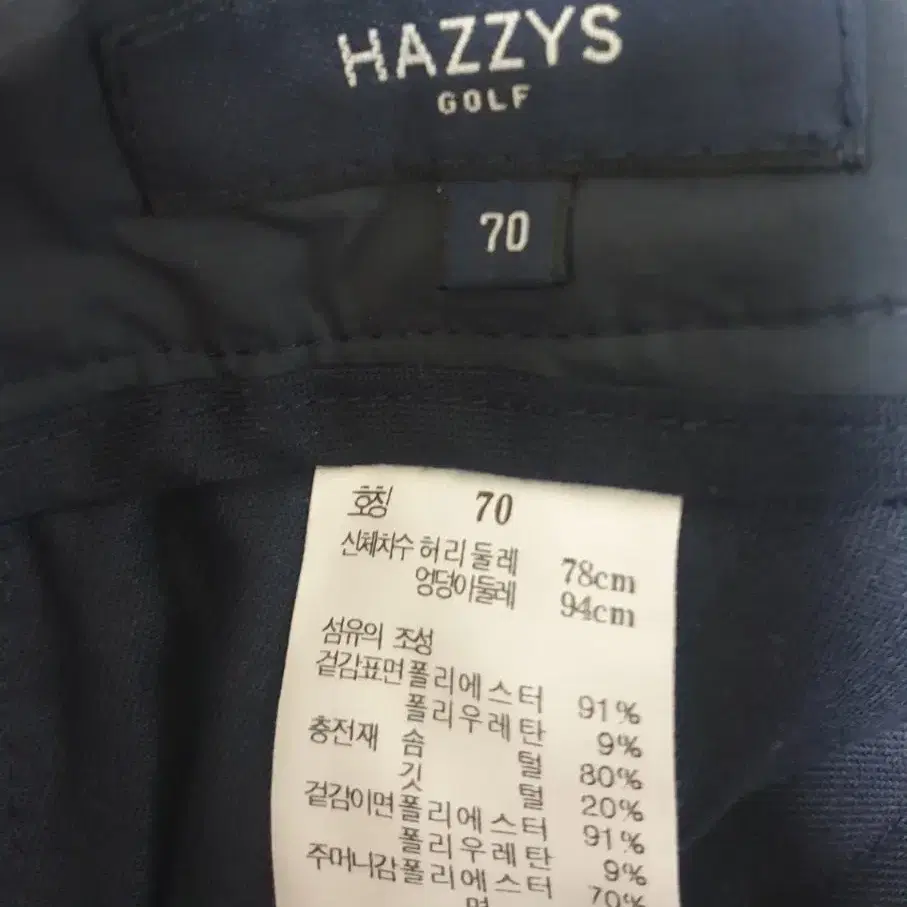 HAZZYS
GOLF
70
호칭 70
신체치수 허리둘레 78cm
엉덩이둘레 94cm
섬유의 조성
겉감표면 폴리에스터 91%
폴리우레탄 9%
충전재 솜털 80%
깃털 20%
겉감이면 폴리에스터 91%
폴리우레탄 9%
주머니감 폴리에스터 70%
면